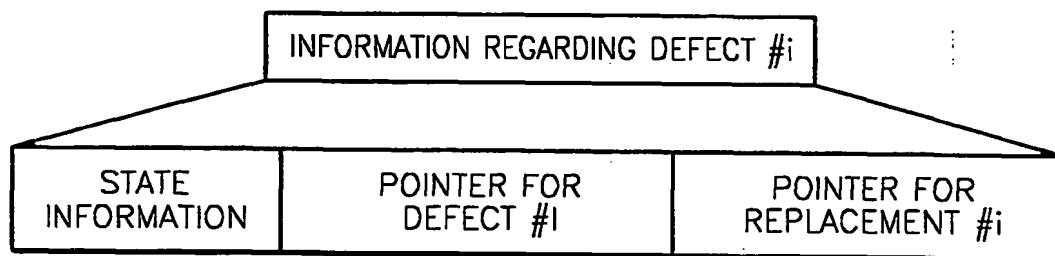 INFORMATION REGARDING DEFECT #i
STATE
INFORMATION
POINTER FOR
DEFECT #I
POINTER FOR
REPLACEMENT #i